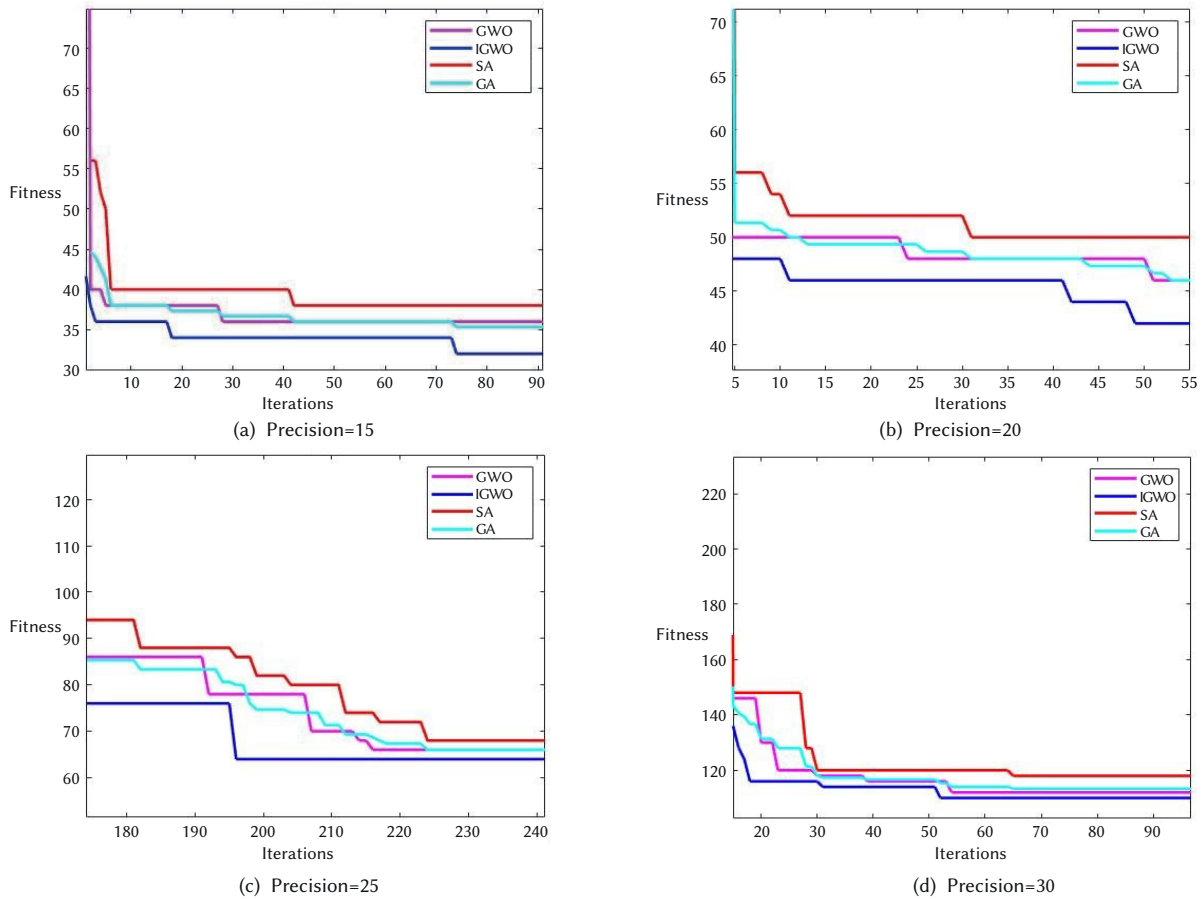 70
65
60
55
50
45
40
35
30
Fitness
10 20 30 40 50 60 70 80 90
Iterations
GWO
IGWO
SA
GA
(a) Precision=15
70
65
60
55
50
45
40
Fitness
5 10 15 20 25 30 35 40 45 50 55
Iterations
GWO
IGWO
SA
GA
(b) Precision=20
120
110
100
90
80
70
60
Fitness
180 190 200 210 220 230 240
Iterations
GWO
IGWO
SA
GA
(c) Precision=25
220
200
180
160
140
120
Fitness
20 30 40 50 60 70 80 90
Iterations
GWO
IGWO
SA
GA
(d) Precision=30